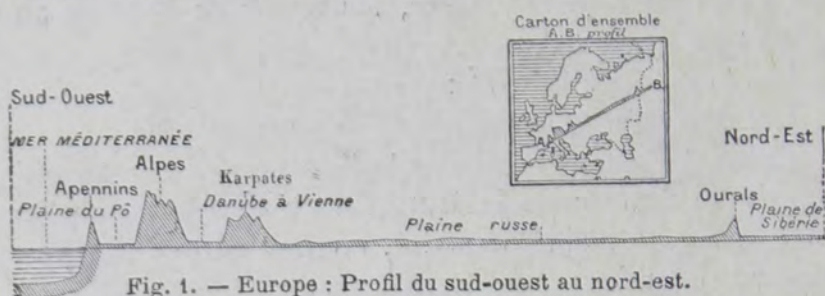 Carton d'ensemble
A.B. profil
A
B.
Sud-Ouest
MER MÉDITERRANÉE
Nord-Est
Alpes
Karpates
Apennins
Ourals
Plaine du Pô
Danube à Vienne
Plaine russe
Plaine de
Sibérie
Fig. 1. — Europe : Profil du sud-ouest au nord-est.